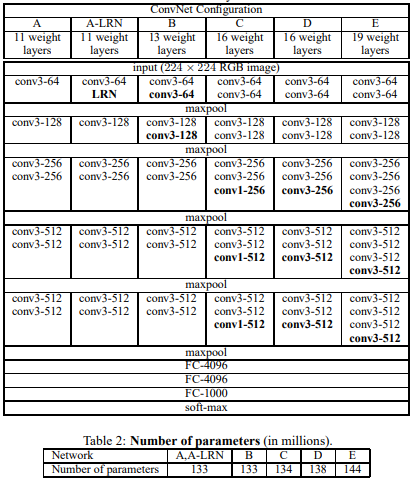 ConvNet Configuration
A A-LRN B C D E
11 weight 11 weight 13 weight 16 weight 16 weight 19 weight
layers layers layers layers layers layers
input (224 × 224 RGB image)
conv3-64 conv3-64 conv3-64 conv3-64 conv3-64 conv3-64
LRN conv3-64 conv3-64 conv3-64 conv3-64
maxpool
conv3-128 conv3-128 conv3-128 conv3-128 conv3-128 conv3-128
conv3-128 conv3-128 conv3-128 conv3-128
maxpool
conv3-256 conv3-256 conv3-256 conv3-256 conv3-256 conv3-256
conv3-256 conv3-256 conv3-256 conv3-256 conv3-256 conv3-256
conv1-256 conv3-256 conv3-256
conv3-256
maxpool
conv3-512 conv3-512 conv3-512 conv3-512 conv3-512 conv3-512
conv3-512 conv3-512 conv3-512 conv3-512 conv3-512 conv3-512
conv1-512 conv3-512 conv3-512
conv3-512
maxpool
conv3-512 conv3-512 conv3-512 conv3-512 conv3-512 conv3-512
conv3-512 conv3-512 conv3-512 conv3-512 conv3-512 conv3-512
conv1-512 conv3-512 conv3-512
conv3-512
maxpool
FC-4096
FC-4096
FC-1000
soft-max
Table 2: Number of parameters (in millions).
Network A,A-LRN B C D E
Number of parameters 133 133 134 138 144